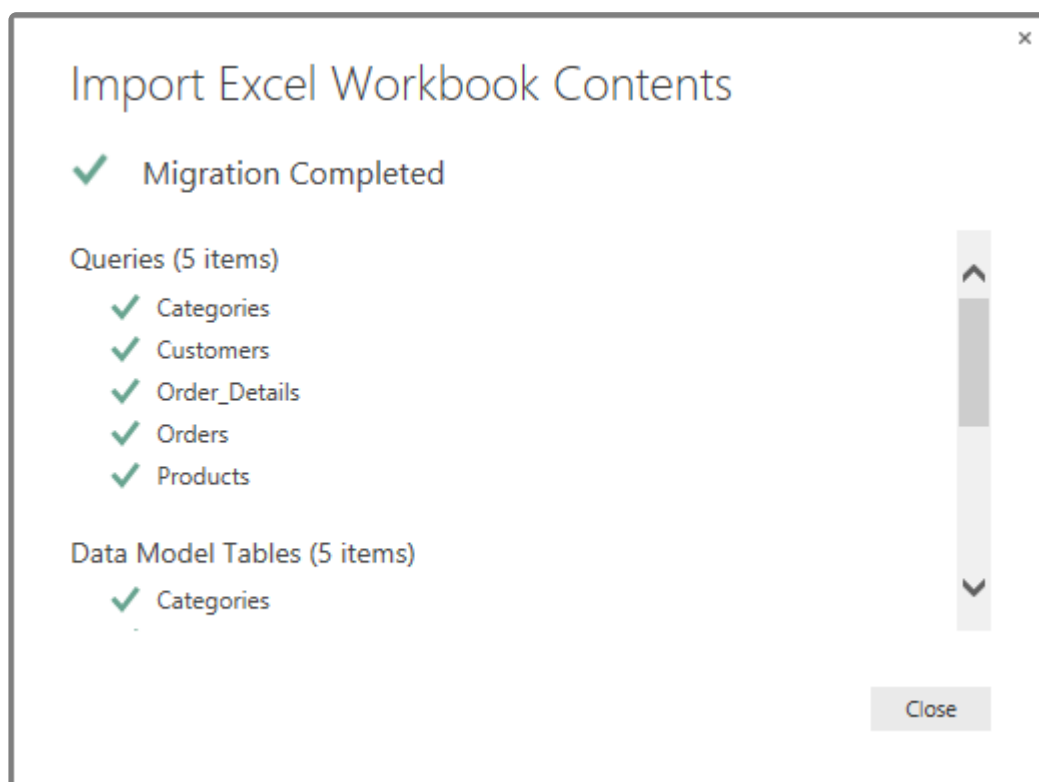 Import Excel Workbook Contents
Migration Completed
Queries (5 items)
Categories
Customers
Order_Details
Orders
Products
Data Model Tables (5 items)
Categories
Close